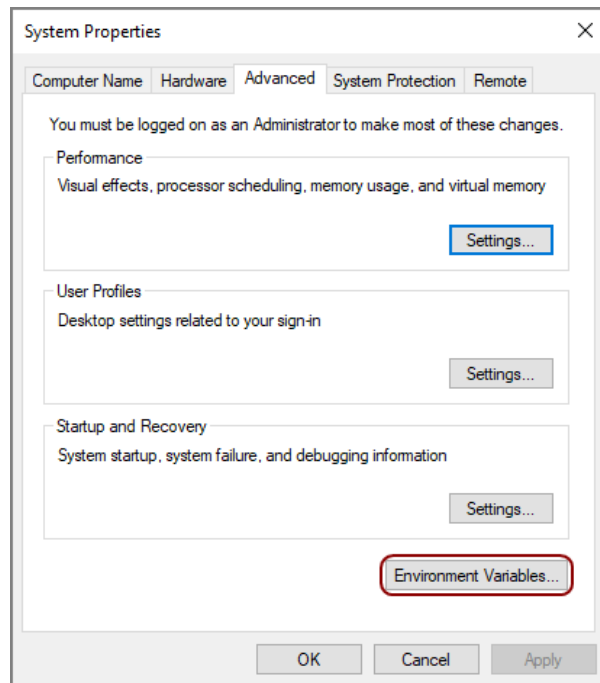 System Properties
Computer Name
Hardware
Advanced
System Protection
Remote
You must be logged on as an Administrator to make most of these changes.
Performance
Visual effects, processor scheduling, memory usage, and virtual memory
Settings...
User Profiles
Desktop settings related to your sign-in
Settings...
Startup and Recovery
System startup, system failure, and debugging information
Settings...
Environment Variables...
OK
Cancel
Apply